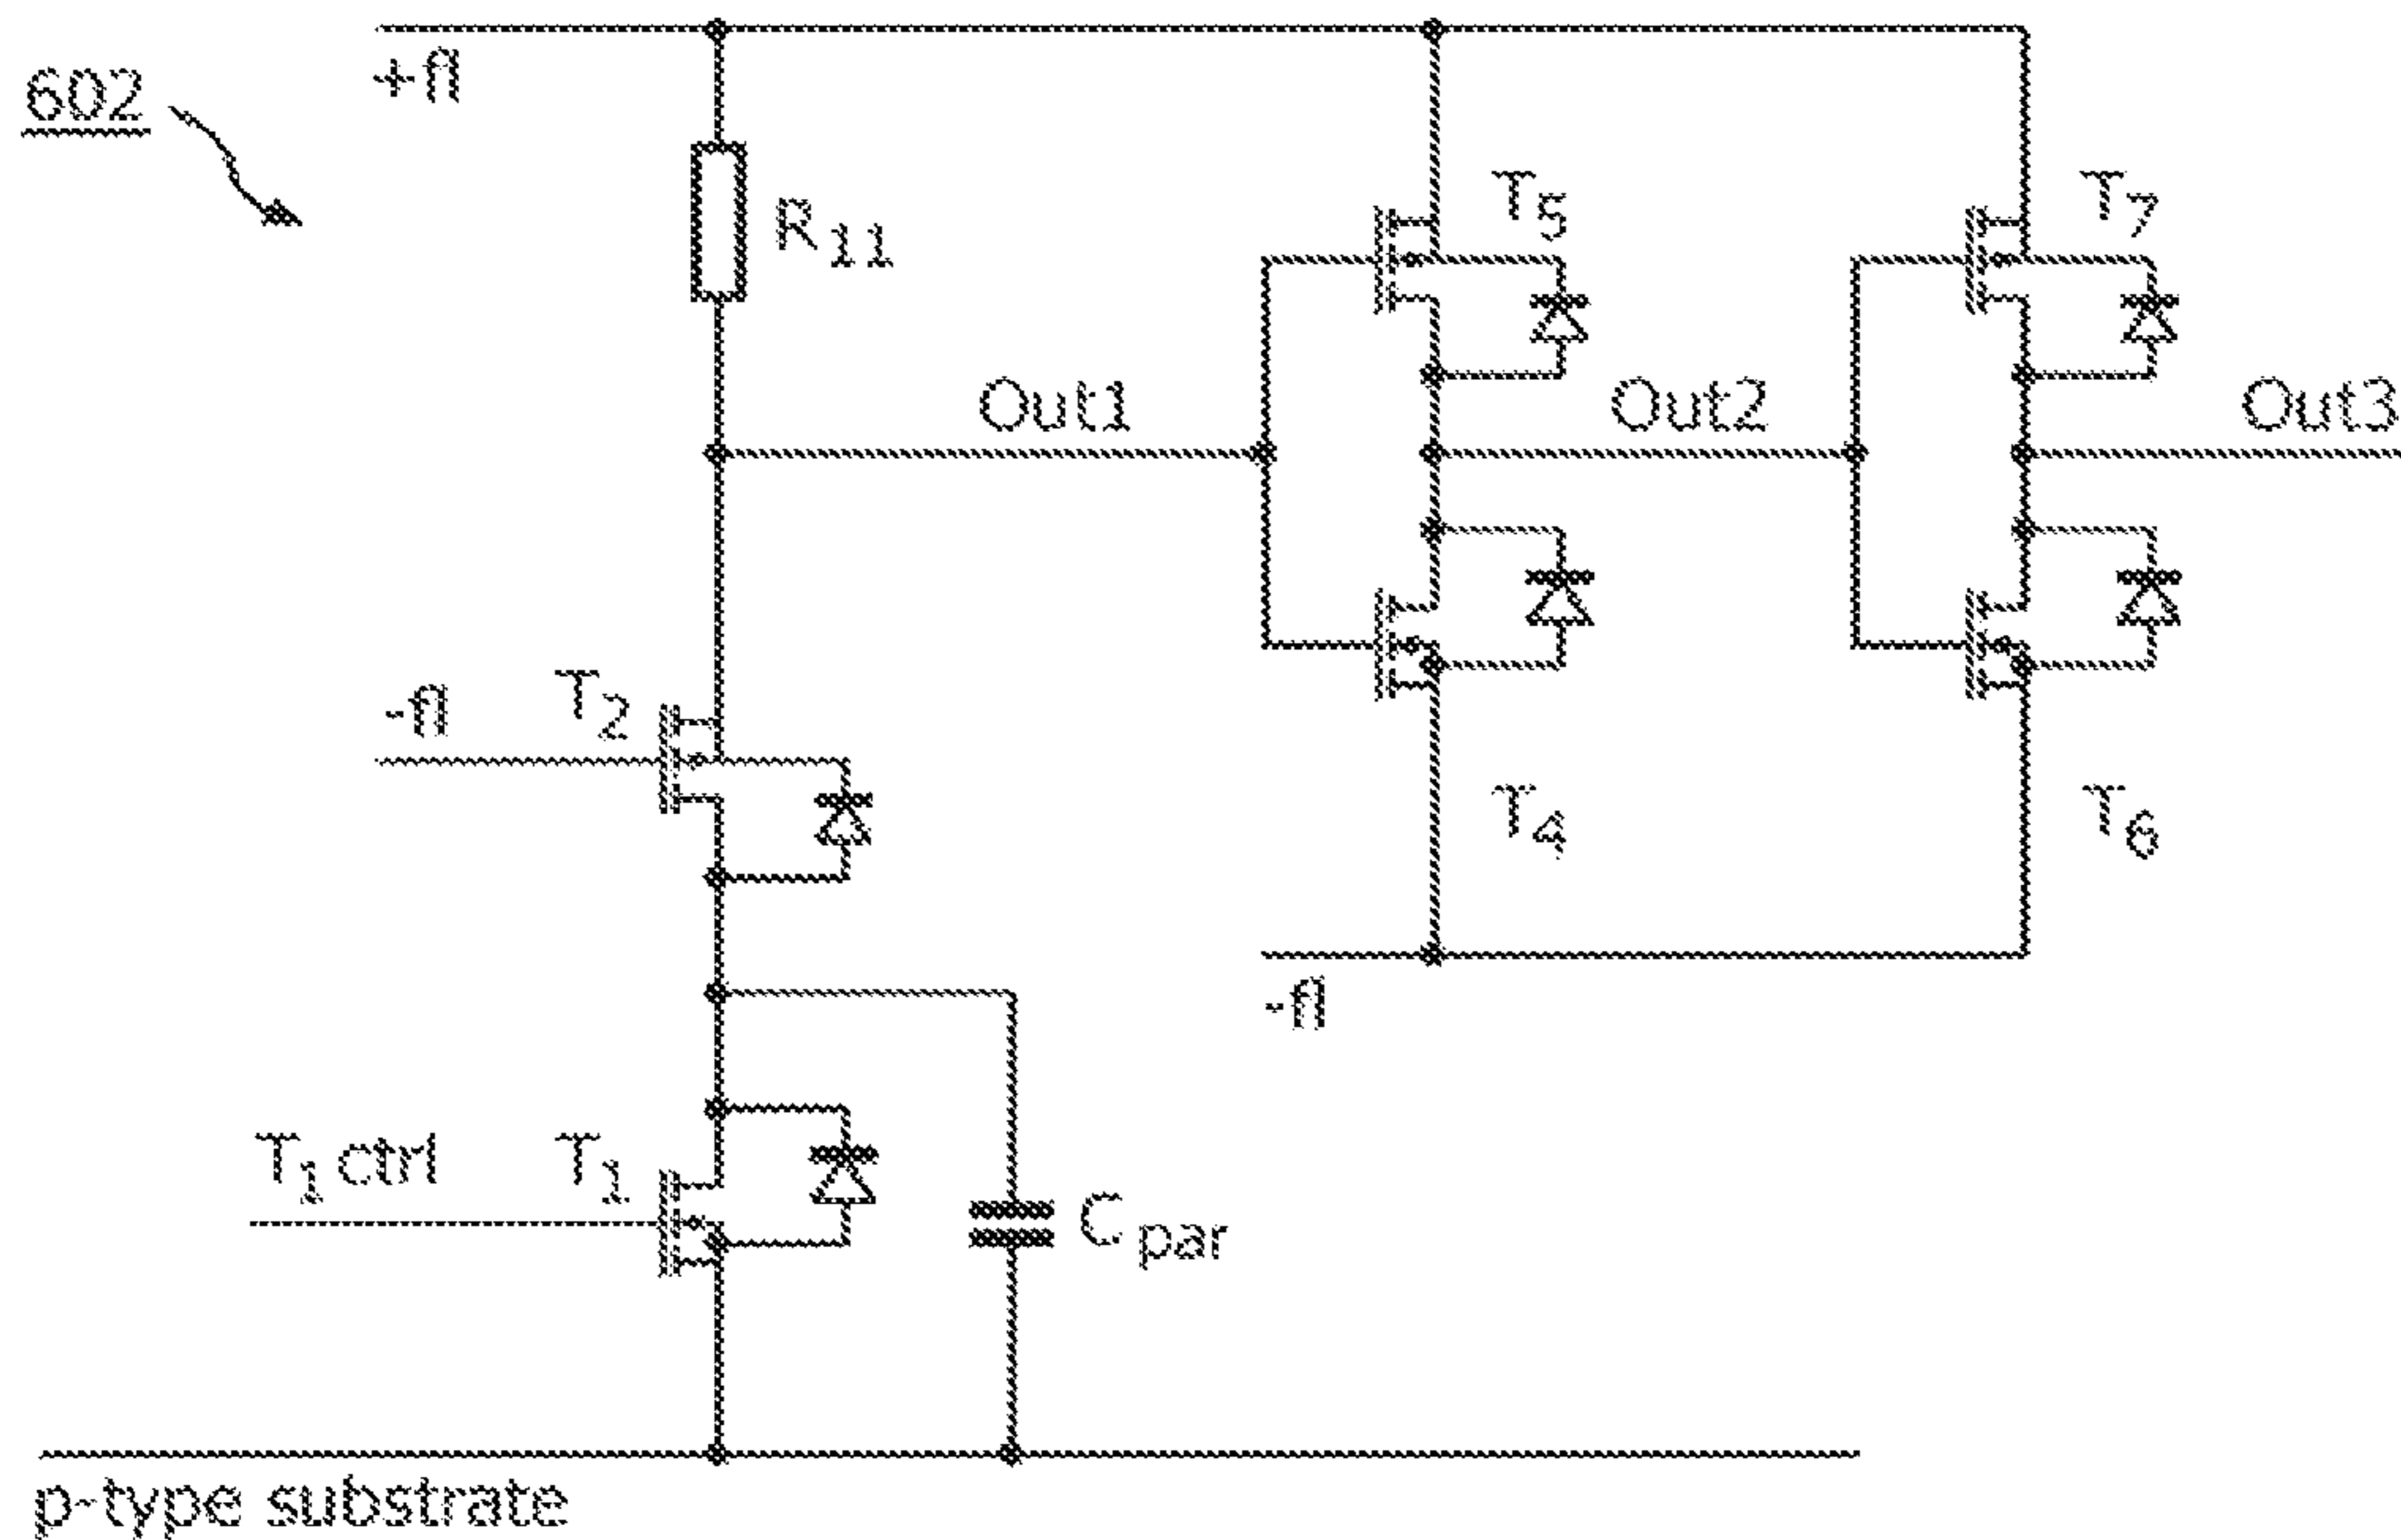 602
+fl
R11
T5
T7
Out1
Out2
Out3
-fl
T2
T4
T6
-fl
T1 ctrl
T1
Cpar
p-type substrate